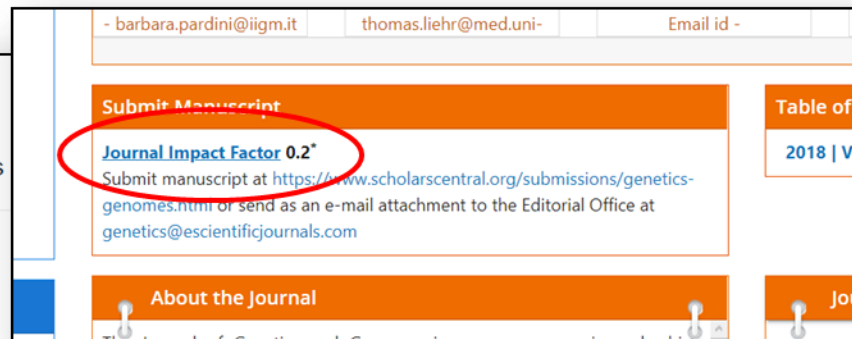 - barbara.pardini@iigm.it
thomas.liehr@med.uni-
Email id -
Submit Manuscript
Journal Impact Factor 0.2*
Submit manuscript at https://www.scholarscentral.org/submissions/genetics-
genomes.html or send as an e-mail attachment to the Editorial Office at
genetics@escientificjournals.com
Table of
2018 | V
About the Journal
Jou